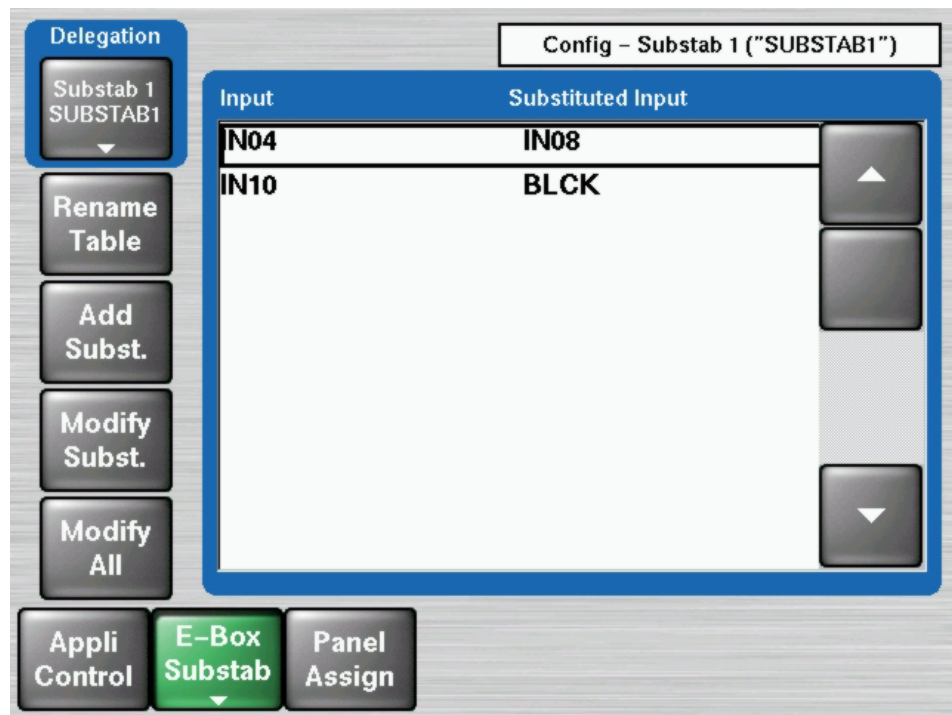 Delegation
Config – Substab 1 ("SUBSTAB1")
Substab 1
SUBSTAB1
Input Substituted Input
IN04 IN08
IN10 BLCK
Rename
Table
Add
Subst.
Modify
Subst.
Modify
All
Appli
Control
E–Box
Substab
Panel
Assign